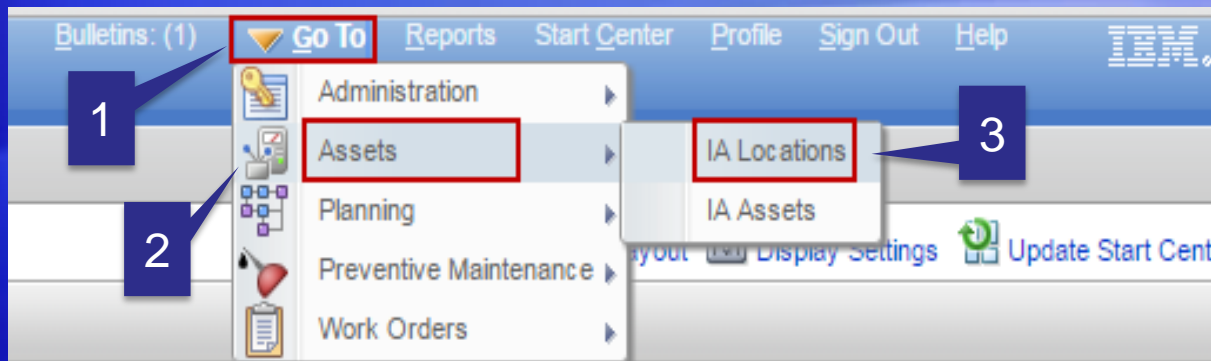 Bulletins: (1) Go To Reports Start Center Profile Sign Out Help IBM.
1
Administration
Assets IA Locations 3
Planning IA Assets
2
Display Settings Update Start Cent
Preventive Maintenance
Work Orders